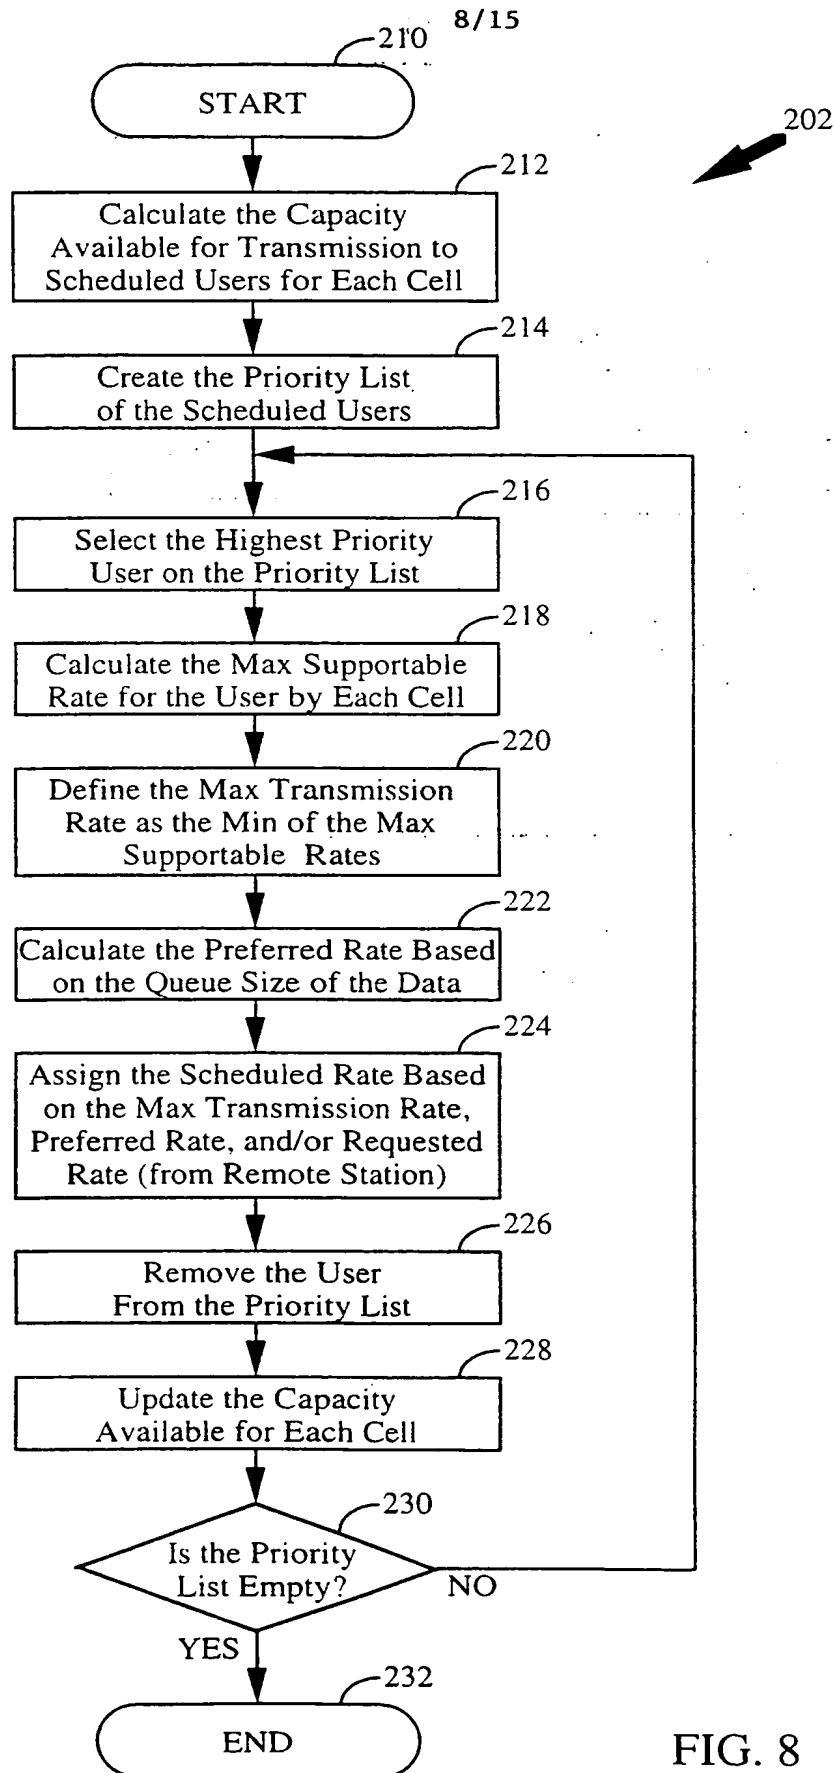 8/15
210
START
202
212
Calculate the Capacity
Available for Transmission to
Scheduled Users for Each Cell
214
Create the Priority List
of the Scheduled Users
216
Select the Highest Priority
User on the Priority List
218
Calculate the Max Supportable
Rate for the User by Each Cell
220
Define the Max Transmission
Rate as the Min of the Max
Supportable Rates
222
Calculate the Preferred Rate Based
on the Queue Size of the Data
224
Assign the Scheduled Rate Based
on the Max Transmission Rate,
Preferred Rate, and/or Requested
Rate (from Remote Station)
226
Remove the User
From the Priority List
228
Update the Capacity
Available for Each Cell
230
Is the Priority
List Empty?
NO
YES
232
END
FIG. 8